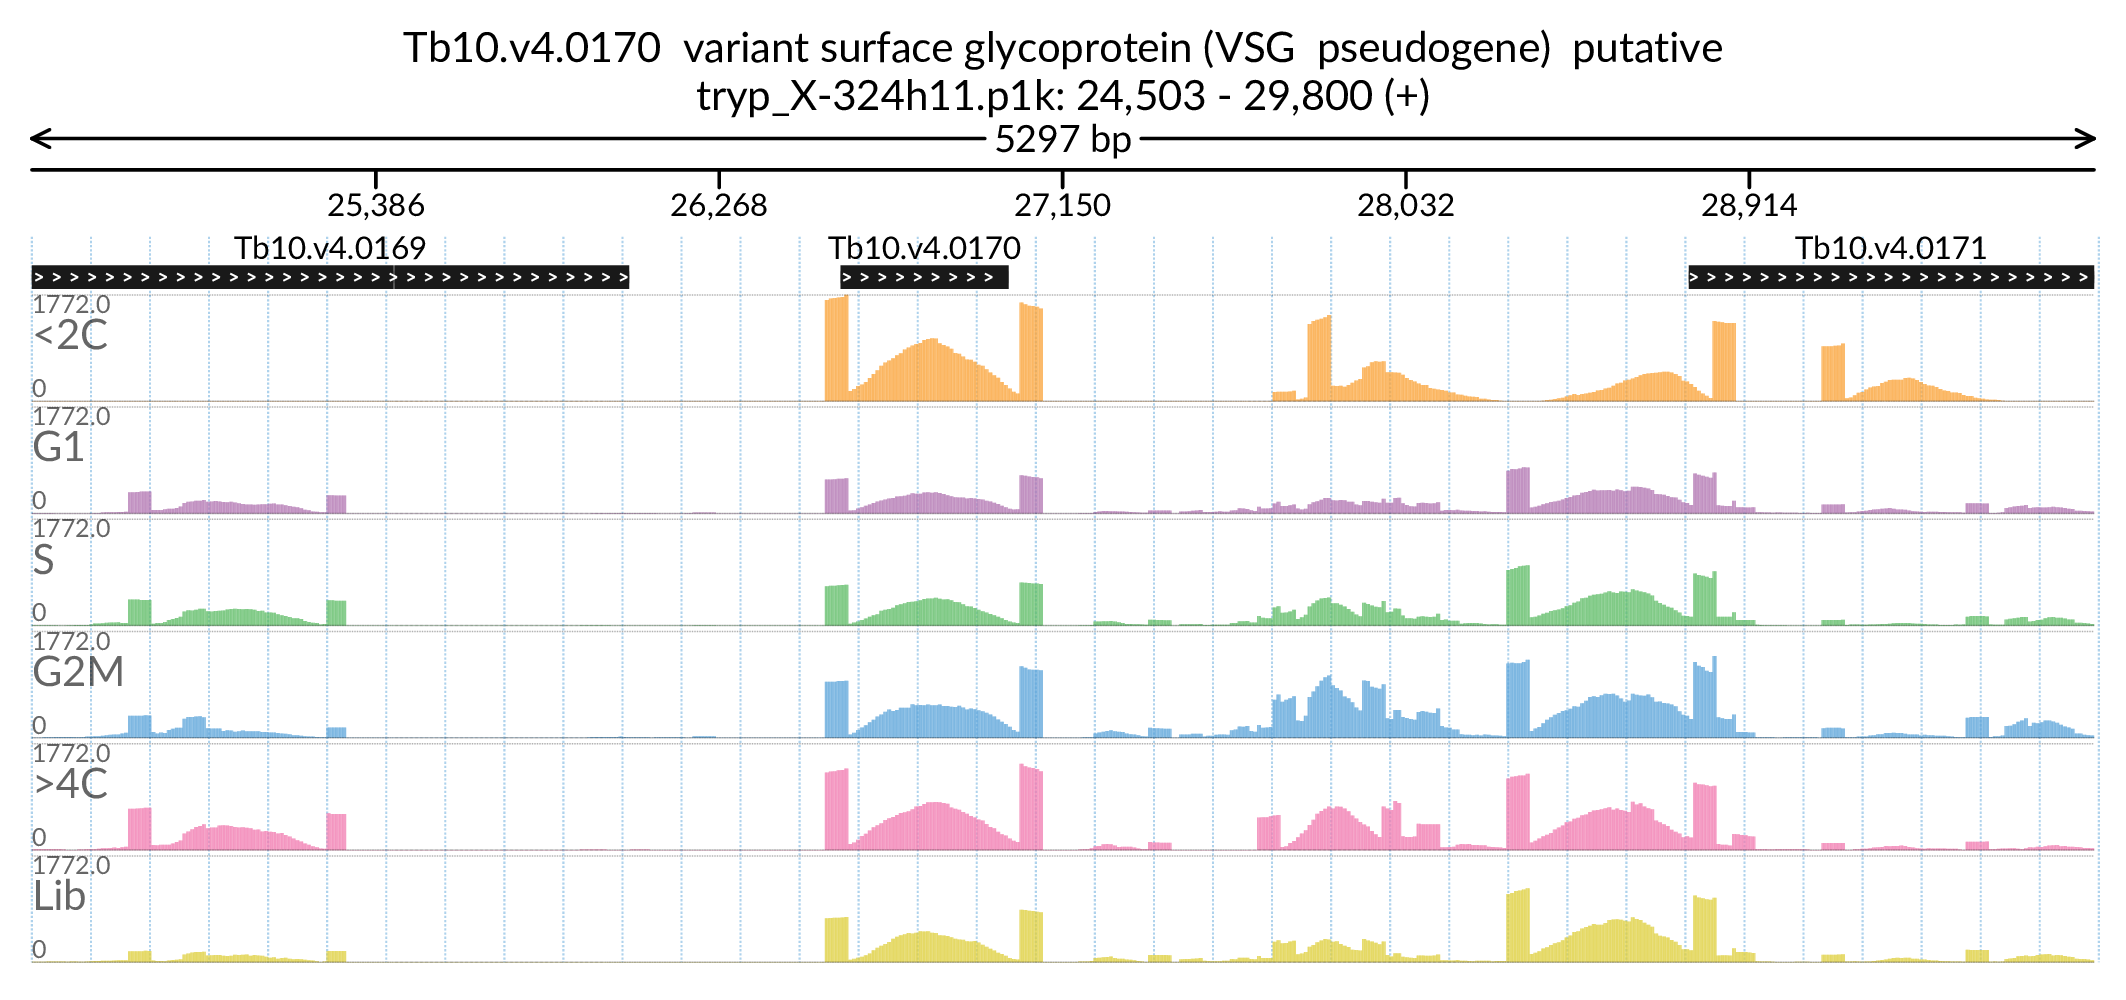 Tb10.v4.0170  variant surface glycoprotein (VSG  pseudogene)  putative
tryp_X-324h11.p1k: 24,503 - 29,800 (+)
5297 bp
25,386 26,268 27,150 28,032 28,914
Tb10.v4.0169 Tb10.v4.0170 Tb10.v4.0171
1772.0
<2C
0
1772.0
G1
0
1772.0
S
0
1772.0
G2M
0
1772.0
>4C
0
1772.0
Lib
0